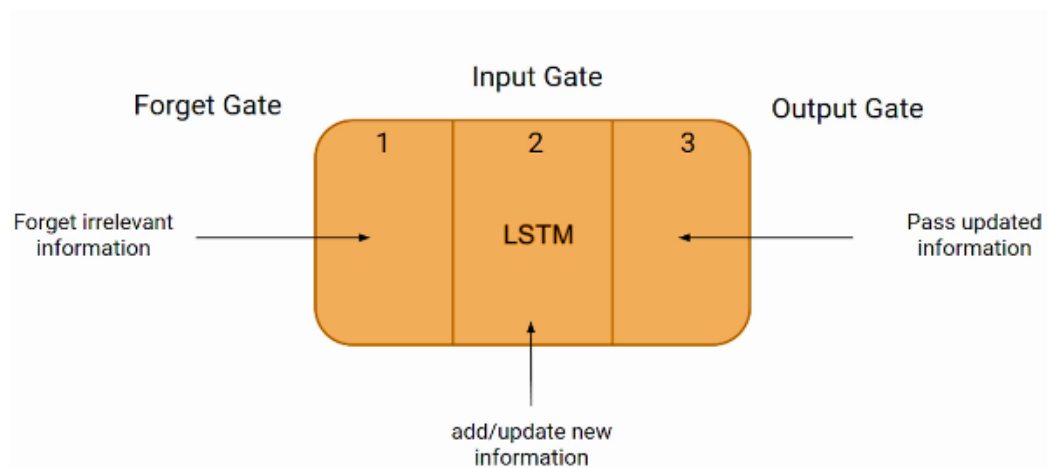 Input Gate
Forget Gate
Output Gate
1
2
3
Forget irrelevant
information
LSTM
Pass updated
information
add/update new
information